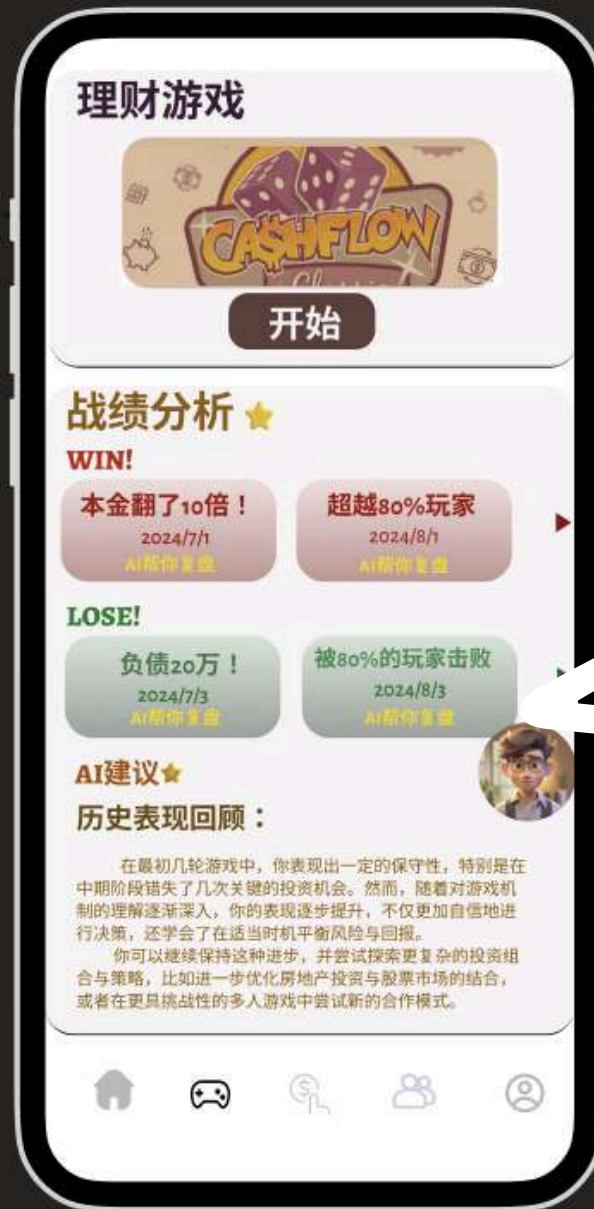 理财游戏
CA$HFLOW
开始
战绩分析
WIN!
本金翻了10倍！
超越80%玩家
2024/7/1
2024/8/1
AI帮你复盘
AI帮你复盘
LOSE!
负债20万！
被80%的玩家击败
2024/7/3
2024/8/3
AI帮你复盘
AI帮你复盘
AI建议
历史表现回顾：
在最初几轮游戏中，你表现出一定的保守性，特别是在
中期阶段错失了几次关键的投资机会。然而，随着对游戏机
制的理解逐渐深入，你的表现逐步提升，不仅更加自信地进
行决策，还学会了在适当时机平衡风险与回报。
你可以继续保持这种进步，并尝试探索更复杂的投资组
合与策略，比如进一步优化房地产投资与股票市场的结合，
或者在更具挑战性的多人游戏中尝试新的合作模式。